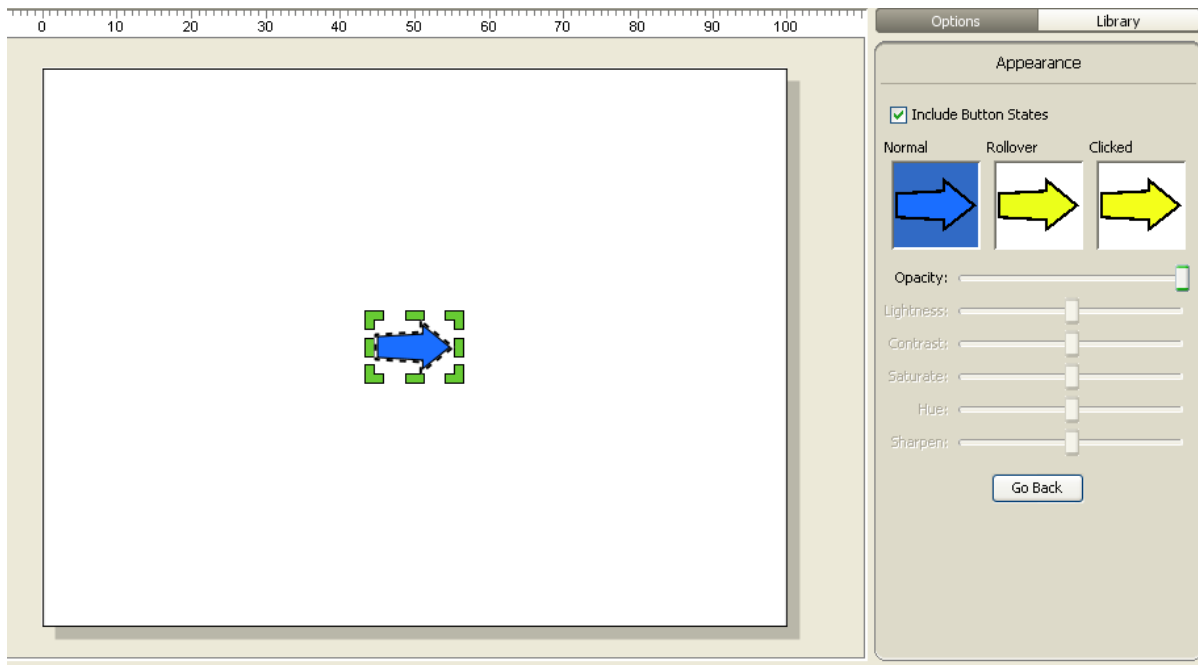 0 10 20 30 40 50 60 70 80 90 100
Options Library
Appearance
Include Button States
Normal Rollover Clicked
Opacity:
Lightness:
Contrast:
Saturate:
Hue:
Sharpen:
Go Back